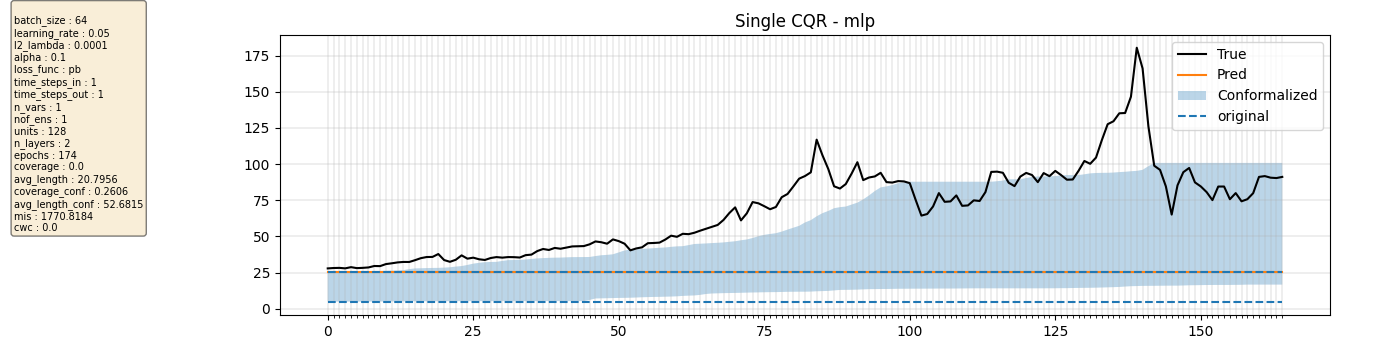 batch_size : 64
learning_rate : 0.05
l2_lambda : 0.0001
alpha : 0.1
loss_func : pb
time_steps_in : 1
time_steps_out : 1
n_vars : 1
nof_ens : 1
units : 128
n_layers : 2
epochs : 174
coverage : 0.0
avg_length : 20.7956
coverage_conf : 0.2606
avg_length_conf : 52.6815
mis : 1770.8184
cwc : 0.0
Single CQR - mlp
175
150
125
100
75
50
25
0
True
Pred
Conformalized
original
0 25 50 75 100 125 150